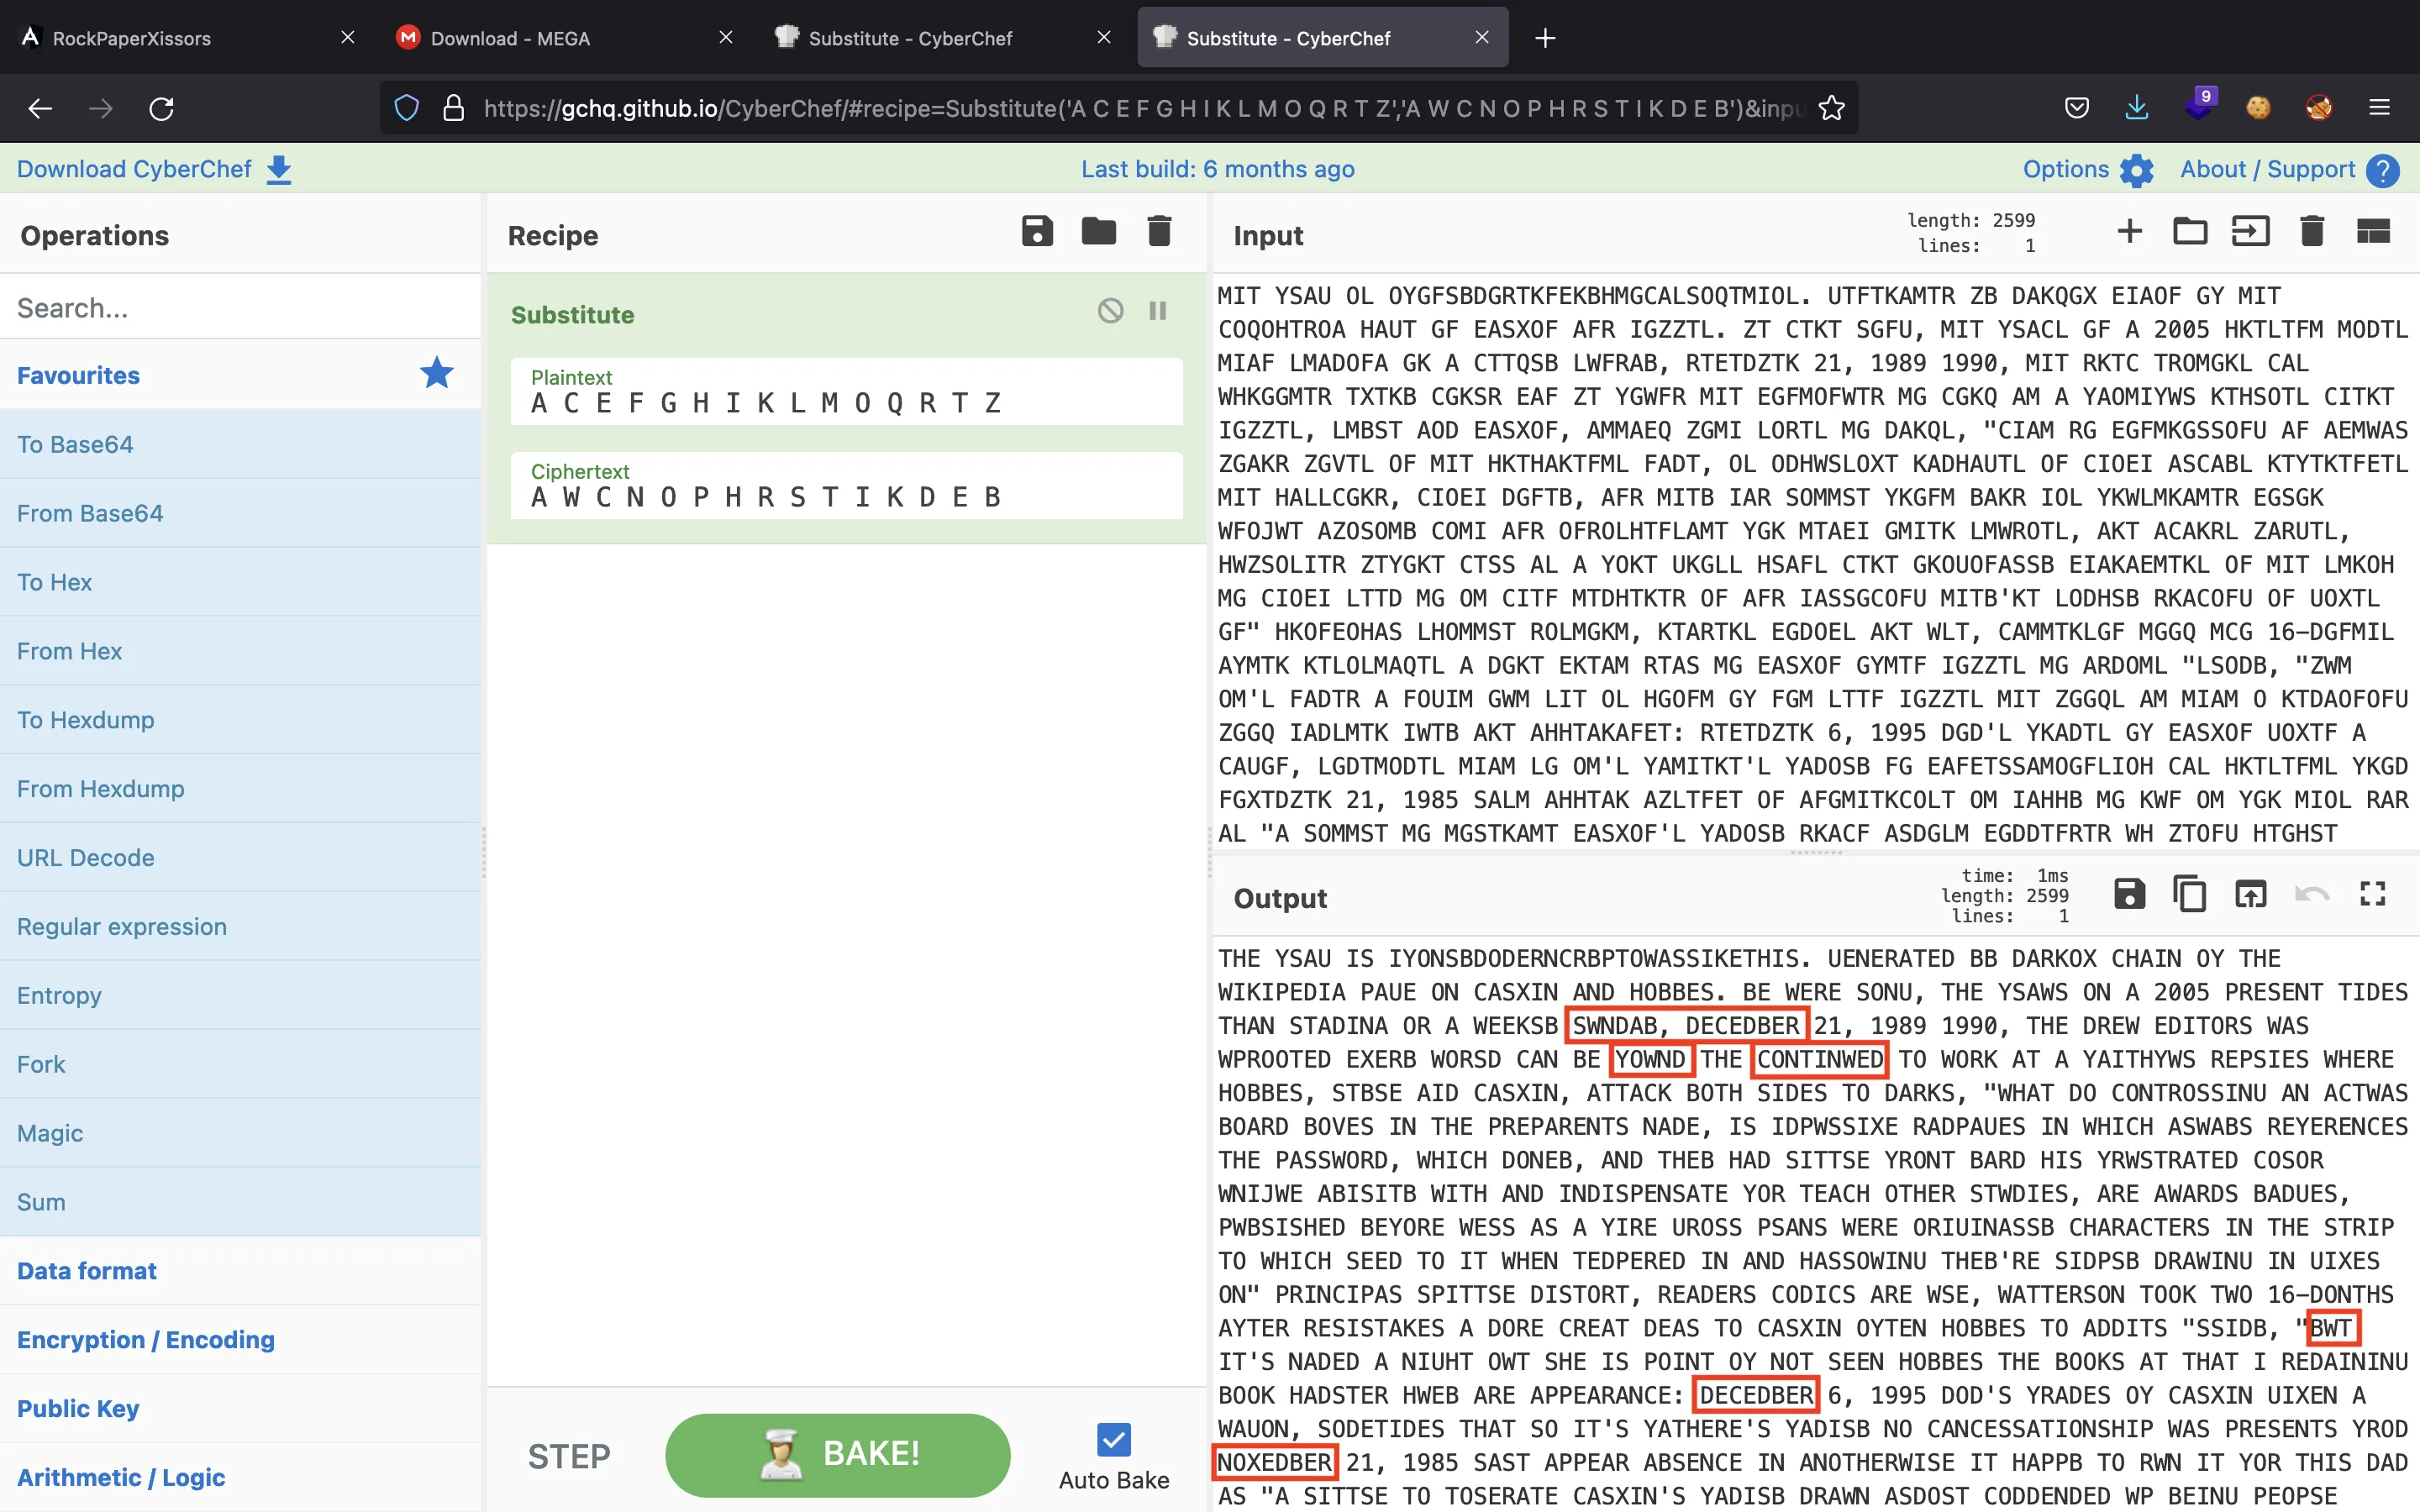 RockPaperXissors
Download - MEGA
Substitute - CyberChef
Substitute - CyberChef
https://gchq.github.io/CyberChef/#recipe=Substitute('A C E F G H I K L M O Q R T Z','A W C N O P H R S T I K D E B')&inpu
9
Download CyberChef
Last build: 6 months ago
Options
About / Support
Operations
Search...
Favourites
To Base64
From Base64
To Hex
From Hex
To Hexdump
From Hexdump
URL Decode
Regular expression
Entropy
Fork
Magic
Sum
Data format
Encryption / Encoding
Public Key
Arithmetic / Logic
Recipe
Substitute
Plaintext
A C E F G H I K L M O Q R T Z
Ciphertext
A W C N O P H R S T I K D E B
STEP
BAKE!
Auto Bake
Input
length: 2599
lines: 1
MIT YSAU OL OYGFSBDGRTKFEKBHMGCALSOQTMIOL. UTFTKAMTR ZB DAKQGX EIAOF GY MIT
COQOHTROA HAUT GF EASXOF AFR IGZZTL. ZT CTKT SGFU, MIT YSACL GF A 2005 HKTLTFM MODTL
MIAF LMADOFA GK A CTTQSB LWFRAB, RTETDZTK 21, 1989 1990, MIT RKTC TROMGKL CAL
WHKGGMTR TXTKB CGKSR EAF ZT YGWFR MIT EGFMOFWTR MG CGKQ AM A YAOMIYWS KTHSOTL CITKT
IGZZTL, LMBST AOD EASXOF, AMMAEQ ZGMI LORTL MG DAKQL, "CIAM RG EGFMKGSSOFU AF AEMWAS
ZGAKR ZGVTL OF MIT HKTHAKTFML FADT, OL ODHWSLOXT KADHAUTL OF CIOEI ASCABL KTYTKTFETL
MIT HALLCGKR, CIOEI DGFTB, AFR MITB IAR SOMMST YKGFM BAKR IOL YKWLMKAMTR EGSGK
WFOJWT AZOSOMB COMI AFR OFROLHTFLAMT YGK MTAEI GMITK LMWROTL, AKT ACAKRL ZARUTL,
HWZSOLITR ZTYGKT CTSS AL A YOKT UKGLL HSAFL CTKT GKOUOFASSB EIAKAEMTKL OF MIT LMKOH
MG CIOEI LTTD MG OM CITF MTDHTKTR OF AFR IASSGCOFU MITB'KT LODHSB RKACOFU OF UOXTL
GF" HKOFEOHAS LHOMMST ROLMGKM, KTARTKL EGDOEL AKT WLT, CAMMTKLGF MGGQ MCG 16-DGFMIL
AYMTK KTLOLMAQTL A DGKT EKTAM RTAS MG EASXOF GYMTF IGZZTL MG ARDOML "LSODB, "ZWM
OM'L FADTR A FOUIM GWM LIT OL HGOFM GY FGM LTTF IGZZTL MIT ZGGQL AM MIAM O KTDAOFOFU
ZGGQ IADLMTK IWTB AKT AHHTAKAFET: RTETDZTK 6, 1995 DGD'L YKADTL GY EASXOF UOXTF A
CAUGF, LGDTMODTL MIAM LG OM'L YAMITKT'L YADOSB FG EAFETSSAMOGFLIOH CAL HKTLTFML YKGD
FGXTDZTK 21, 1985 SALM AHHTAK AZLTFET OF AFGMITKCOLT OM IAHHB MG KWF OM YGK MIOL RAR
AL "A SOMMST MG MGSTKAMT EASXOF'L YADOSB RKACF ASDGLM EGDDTFRTR WH ZTOFU HTGHST
Output
time: 1ms
length: 2599
lines: 1
THE YSAU IS IYONSBDODERNCRBPTOWASSIKETHIS. UENERATED BB DARKOX CHAIN OY THE
WIKIPEDIA PAUE ON CASXIN AND HOBBES. BE WERE SONU, THE YSAWS ON A 2005 PRESENT TIDES
THAN STADINA OR A WEEKSB SWNDAB, DECEDBER 21, 1989 1990, THE DREW EDITORS WAS
WPROOTED EXERB WORSD CAN BE YOWND THE CONTINWED TO WORK AT A YAITHYWS REPSIES WHERE
HOBBES, STBSE AID CASXIN, ATTACK BOTH SIDES TO DARKS, "WHAT DO CONTROSSINU AN ACTWAS
BOARD BOVES IN THE PREPARENTS NADE, IS IDPWSSIXE RADPAUES IN WHICH ASWABS REYERENCES
THE PASSWORD, WHICH DONEB, AND THEB HAD SITTSE YRONT BARD HIS YRWSTRATED COSOR
WNIJWE ABISITB WITH AND INDISPENSATE YOR TEACH OTHER STWDIES, ARE AWARDS BADUES,
PWBSISHED BEYORE WESS AS A YIRE UROSS PSANS WERE ORIUINASSB CHARACTERS IN THE STRIP
TO WHICH SEED TO IT WHEN TEDPERED IN AND HASSOWINU THEB'RE SIDPSB DRAWINU IN UIXES
ON" PRINCIPAS SPITTSE DISTORT, READERS CODICS ARE WSE, WATTERSON TOOK TWO 16-DONTHS
AYTER RESISTAKES A DORE CREAT DEAS TO CASXIN OYTEN HOBBES TO ADDITS "SSIDB, "BWT
IT'S NADED A NIUHT OWT SHE IS POINT OY NOT SEEN HOBBES THE BOOKS AT THAT I REDAININU
BOOK HADSTER HWEB ARE APPEARANCE: DECEDBER 6, 1995 DOD'S YRADES OY CASXIN UIXEN A
WAUON, SODETIDES THAT SO IT'S YATHERE'S YADISB NO CANCESSATIONSHIP WAS PRESENTS YROD
NOXEDBER 21, 1985 SAST APPEAR ABSENCE IN ANOTHERWISE IT HAPPB TO RWN IT YOR THIS DAD
AS "A SITTSE TO TOSERATE CASXIN'S YADISB DRAWN ASDOST CODDENDED WP BEINU PEOPSE